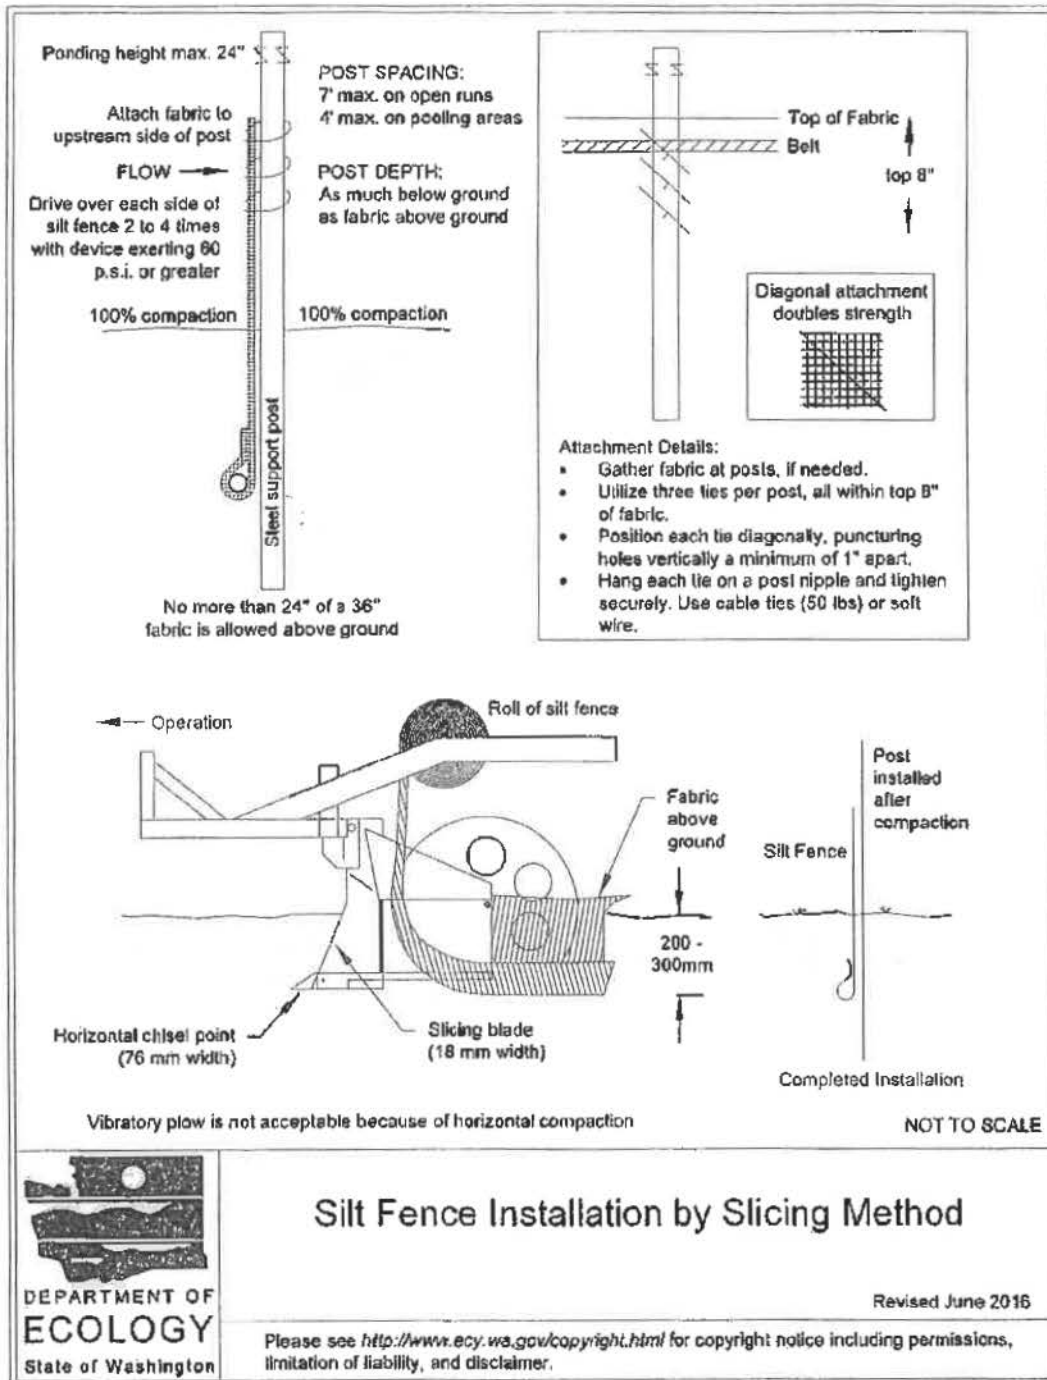 Ponding height max. 24"
POST SPACING:
7' max. on open runs
4' max. on pooling areas
Attach fabric to
upstream side of post
FLOW
POST DEPTH:
As much below ground
as fabric above ground
Drive over each side of
silt fence 2 to 4 times
with device exerting 60
p.s.i. or greater
100% compaction
100% compaction
Steel support post
No more than 24" of a 36"
fabric is allowed above ground
Top of Fabric
Belt
top 8"
Diagonal attachment
doubles strength
Attachment Details:
• Gather fabric at posts, if needed.
• Utilize three ties per post, all within top 8"
of fabric.
• Position each tie diagonally, puncturing
holes vertically a minimum of 1" apart.
• Hang each tie on a post nipple and tighten
securely. Use cable ties (50 lbs) or soft
wire.
Operation
Roll of silt fence
Fabric
above
ground
Post
installed
after
compaction
Silt Fence
200 -
300mm
Horizontal chisel point
(76 mm width)
Slicing blade
(18 mm width)
Completed Installation
Vibratory plow is not acceptable because of horizontal compaction
NOT TO SCALE
DEPARTMENT OF
ECOLOGY
State of Washington
Silt Fence Installation by Slicing Method
Revised June 2016
Please see http://www.ecy.wa.gov/copyright.html for copyright notice including permissions,
limitation of liability, and disclaimer.